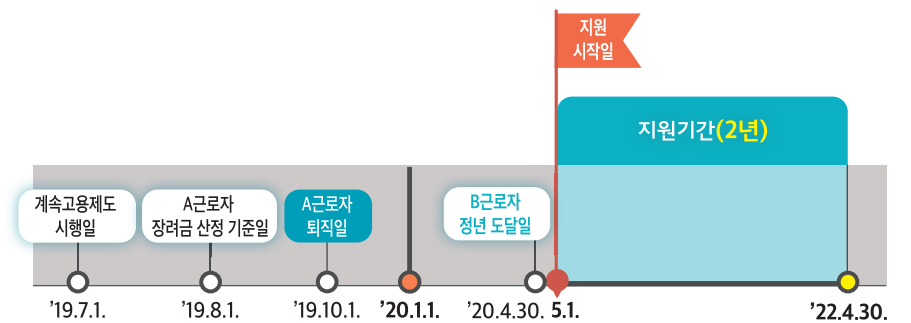 지원
시작일
지원기간(2년)
계속고용제도
시행일
A근로자
장려금 산정 기준일
A근로자
퇴직일
B근로자
정년 도달일
’19.7.1.
’19.8.1.
’19.10.1.
’20.1.1.
’20.4.30.
5.1.
’22.4.30.